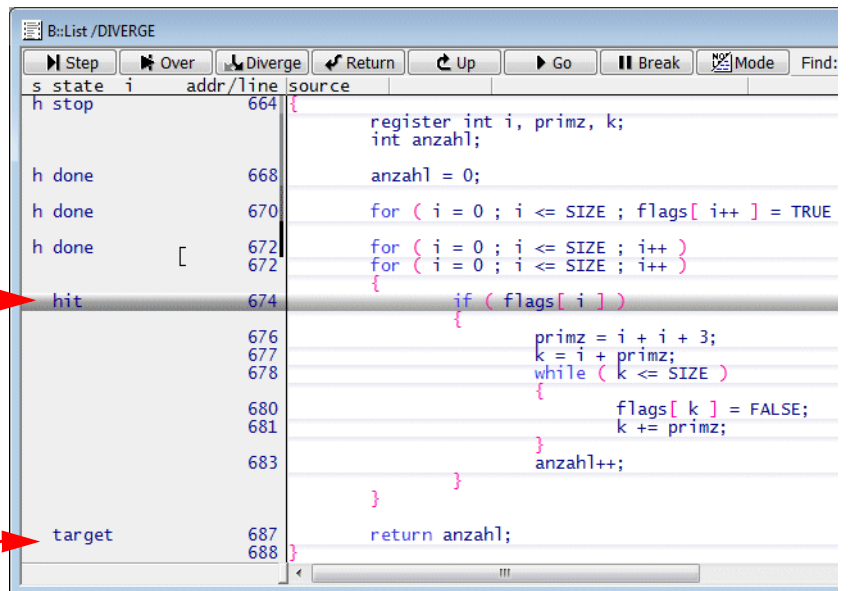 B::List /DIVERGE
Step Over Diverge Return Up Go Break Mode Find:
s state i addr/line source
h stop 664 {
register int i, primz, k;
int anzahl;
h done 668 anzahl = 0;
h done 670 for ( i = 0 ; i <= SIZE ; flags[ i++ ] = TRUE
h done 672 for ( i = 0 ; i <= SIZE ; i++ )
672 for ( i = 0 ; i <= SIZE ; i++ )
{
hit 674 if ( flags[ i ] )
{
676 primz = i + i + 3;
677 k = i + primz;
678 while ( k <= SIZE )
{
680 flags[ k ] = FALSE;
681 k += primz;
}
683 anzahl++;
}
}
target 687 return anzahl;
688 }